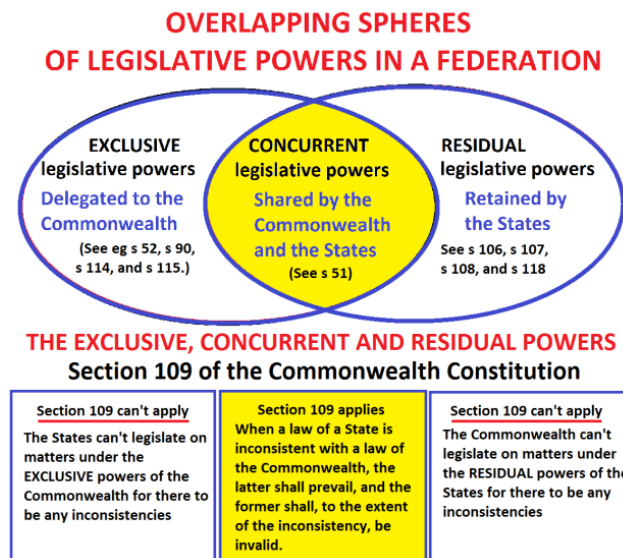 OVERLAPPING SPHERES
OF LEGISLATIVE POWERS IN A FEDERATION
EXCLUSIVE
legislative powers
Delegated to the
Commonwealth
(See eg s 52, s 90,
s 114, and s 115.)
CONCURRENT
legislative powers
Shared by the
Commonwealth
and the States
(See s 51)
RESIDUAL
legislative powers
Retained by
the States
See s 106, s 107,
s 108, and s 118
THE EXCLUSIVE, CONCURRENT AND RESIDUAL POWERS
Section 109 of the Commonwealth Constitution
Section 109 can't apply
The States can't legislate on
matters under the
EXCLUSIVE powers of the
Commonwealth for there to
be any inconsistencies
Section 109 applies
When a law of a State is
inconsistent with a law of
the Commonwealth, the
latter shall prevail, and the
former shall, to the extent
of the inconsistency, be
invalid.
Section 109 can't apply
The Commonwealth can't
legislate on matters under
the RESIDUAL powers of the
States for there to be any
inconsistencies